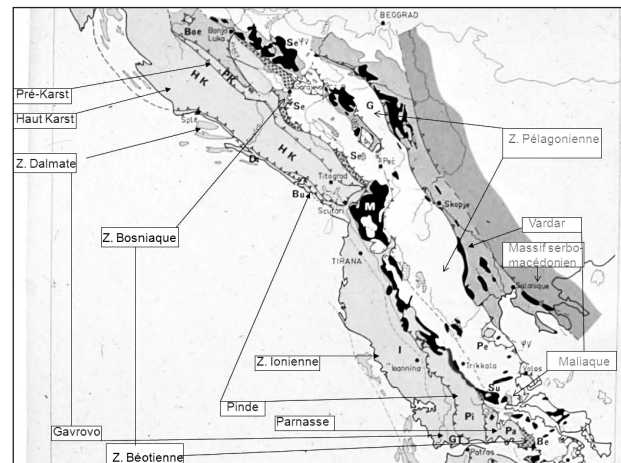 BEOGRAD
Boe
Banja
Luka
Se
φV
Sarajevo
HK
PK
Pré-Karst
Haut Karst
Split
Se
G
Z. Dalmate
D
HK
Se
Peć
Z. Pélagonienne
Titograd
Bu
Scutari
M
Skopje
Z. Bosniaque
Vardar
TIRANA
Massif serbo-
macédonien
Salonique
Z. Ionienne
I
Ioannina
Pe
φV
Trikkala
Volos
Maliaque
Su
Pinde
Parnasse
Pi
Pa
Be
Gavrovo
GT
Z. Béotienne
Patras